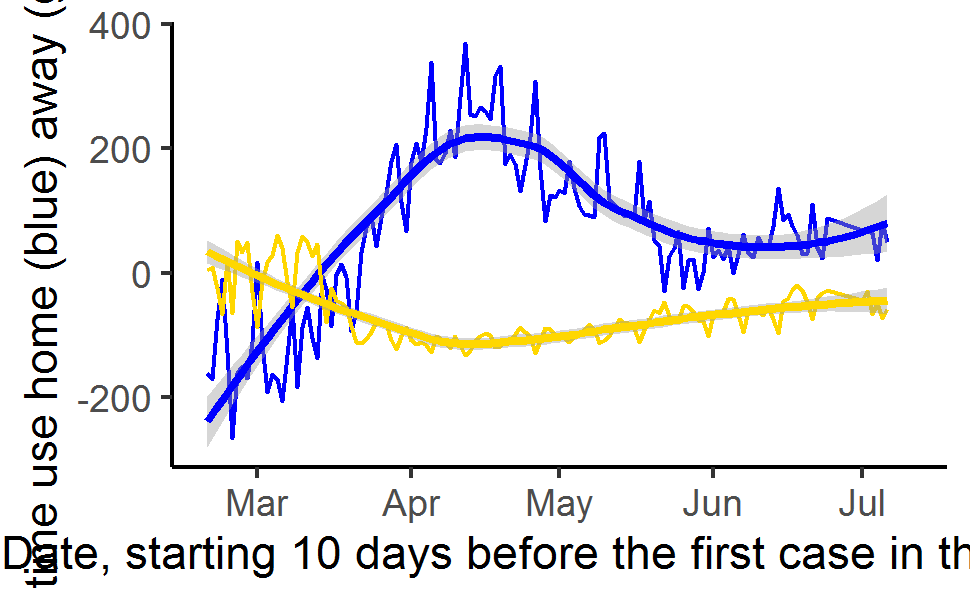 time use home (blue) away (g
400
200
0
-200
Mar Apr May Jun Jul
Date, starting 10 days before the first case in th